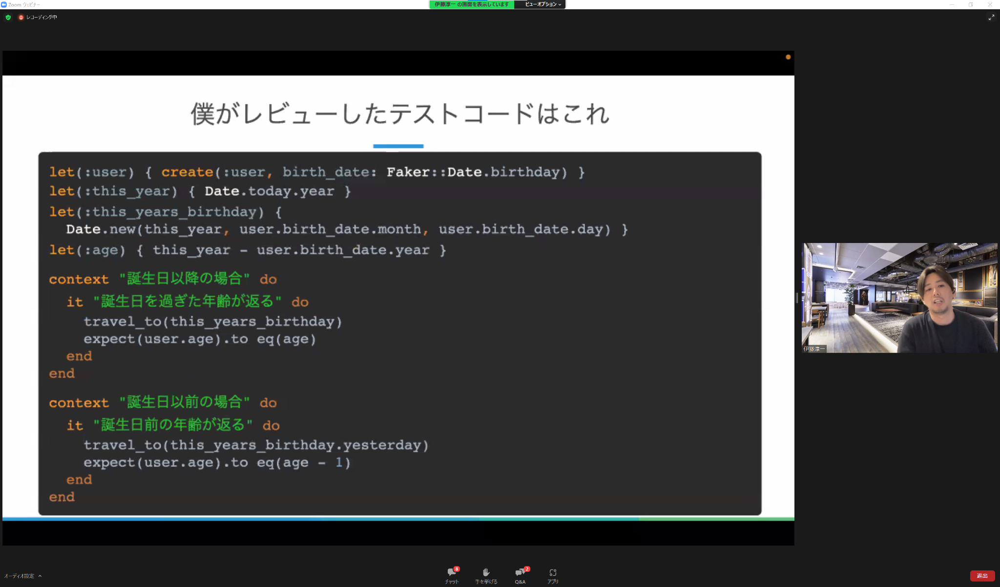 Zoom ウェビナー
伊藤淳一 の画面を表示しています
ビューオプション
レコーディング中
僕がレビューしたテストコードはこれ
let(:user) { create(:user, birth_date: Faker::Date.birthday) }
let(:this_year) { Date.today.year }
let(:this_years_birthday) {
  Date.new(this_year, user.birth_date.month, user.birth_date.day) }
let(:age) { this_year - user.birth_date.year }
context "誕生日以降の場合" do
  it "誕生日を過ぎた年齢が返る" do
    travel_to(this_years_birthday)
    expect(user.age).to eq(age)
  end
end
context "誕生日以前の場合" do
  it "誕生日前の年齢が返る" do
    travel_to(this_years_birthday.yesterday)
    expect(user.age).to eq(age - 1)
  end
end
伊藤淳一
オーディオ設定
8
チャット
手を挙げる
2
Q&A
アプリ
退出